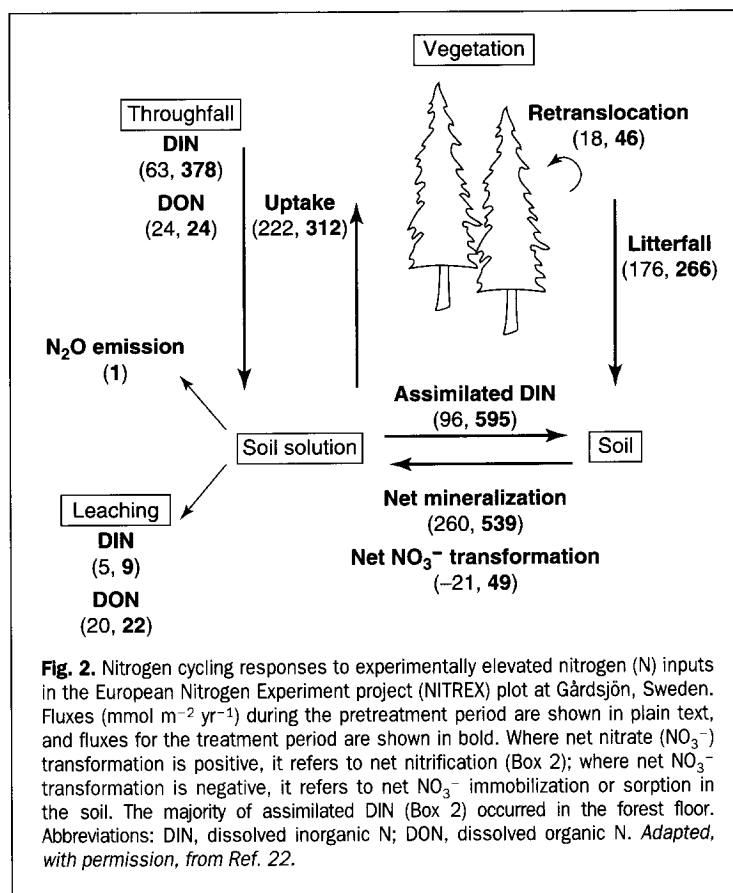 Vegetation
Throughfall
DIN
(63, 378)
DON
(24, 24)
Uptake
(222, 312)
Retranslocation
(18, 46)
Litterfall
(176, 266)
N₂O emission
(1)
Assimilated DIN
(96, 595)
Soil solution
Soil
Leaching
DIN
(5, 9)
DON
(20, 22)
Net mineralization
(260, 539)
Net NO₃⁻ transformation
(–21, 49)
Fig. 2. Nitrogen cycling responses to experimentally elevated nitrogen (N) inputs
in the European Nitrogen Experiment project (NITREX) plot at Gårdsjön, Sweden.
Fluxes (mmol m⁻² yr⁻¹) during the pretreatment period are shown in plain text,
and fluxes for the treatment period are shown in bold. Where net nitrate (NO₃⁻)
transformation is positive, it refers to net nitrification (Box 2); where net NO₃⁻
transformation is negative, it refers to net NO₃⁻ immobilization or sorption in
the soil. The majority of assimilated DIN (Box 2) occurred in the forest floor.
Abbreviations: DIN, dissolved inorganic N; DON, dissolved organic N. Adapted,
with permission, from Ref. 22.